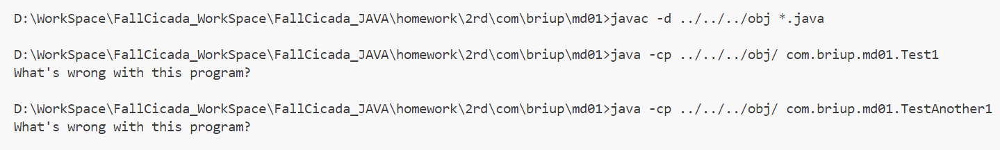 D:\WorkSpace\FallCicada_WorkSpace\FallCicada_JAVA\homework\2rd\com\briup\md01>javac -d ../../../obj *.java
D:\WorkSpace\FallCicada_WorkSpace\FallCicada_JAVA\homework\2rd\com\briup\md01>java -cp ../../../obj/ com.briup.md01.Test1
What's wrong with this program?
D:\WorkSpace\FallCicada_WorkSpace\FallCicada_JAVA\homework\2rd\com\briup\md01>java -cp ../../../obj/ com.briup.md01.TestAnother1
What's wrong with this program?